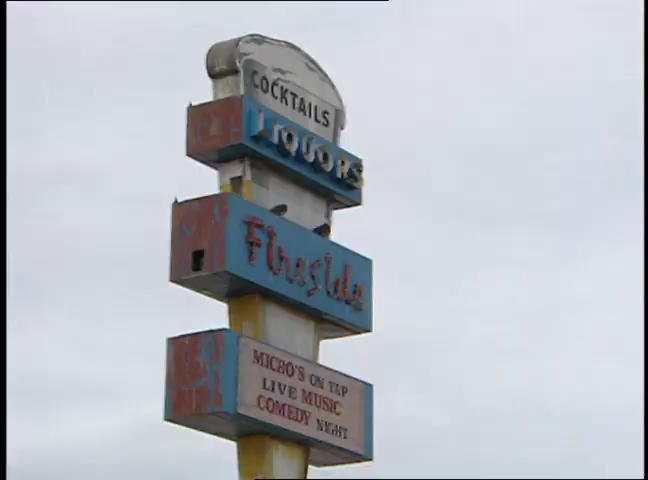 COCKTAILS
LIQUORS
Fireside
MICRO'S ON TAP
LIVE MUSIC
COMEDY NIGHT